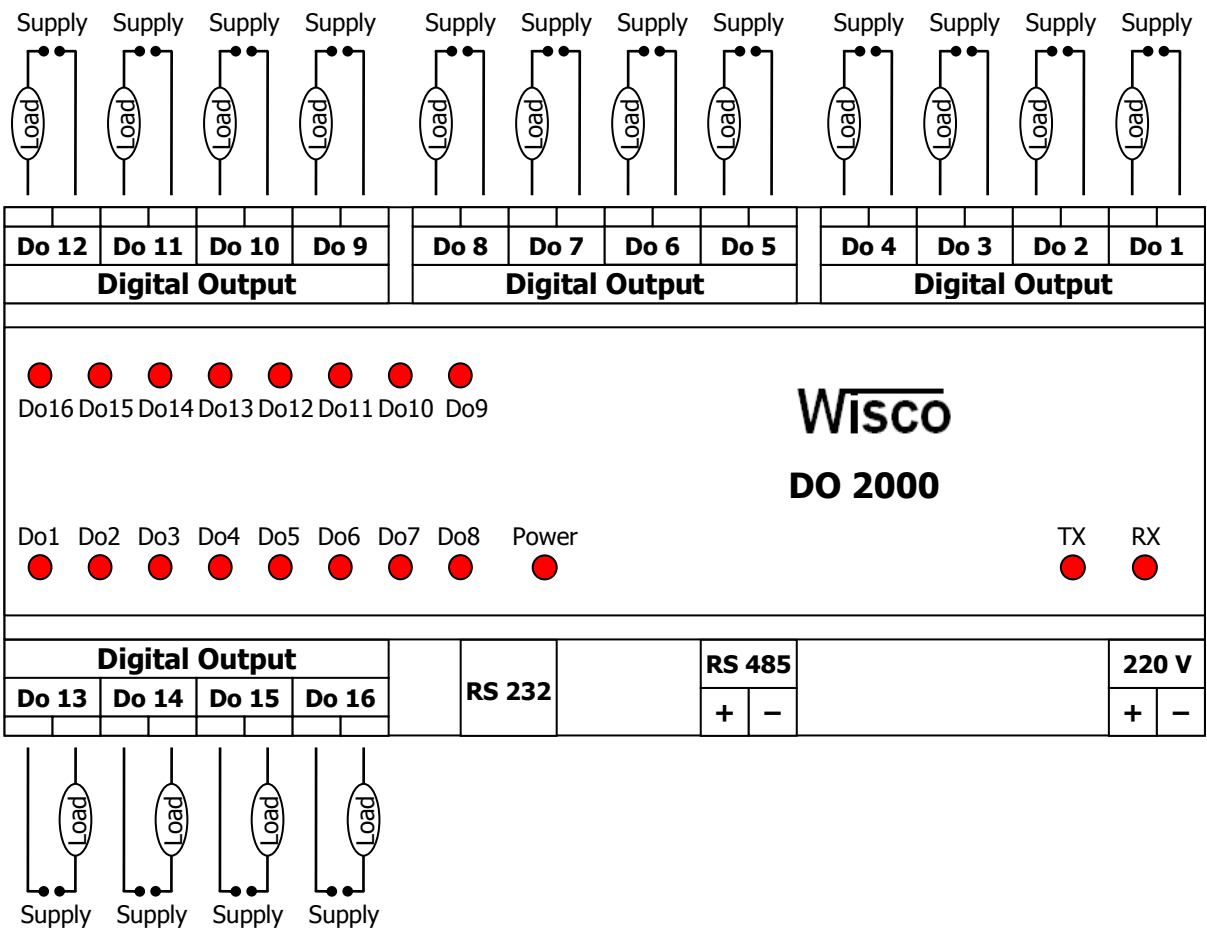 Supply Supply Supply Supply Supply Supply Supply Supply Supply Supply Supply Supply
Load Load Load Load Load Load Load Load Load Load Load Load
Do 12 Do 11 Do 10 Do 9 Do 8 Do 7 Do 6 Do 5 Do 4 Do 3 Do 2 Do 1
Digital Output Digital Output Digital Output
Do16 Do15 Do14 Do13 Do12 Do11 Do10 Do9
Wisco
DO 2000
Do1 Do2 Do3 Do4 Do5 Do6 Do7 Do8 Power TX RX
Digital Output RS 485 220 V
Do 13 Do 14 Do 15 Do 16 RS 232
+ − + −
Load Load Load Load
Supply Supply Supply Supply